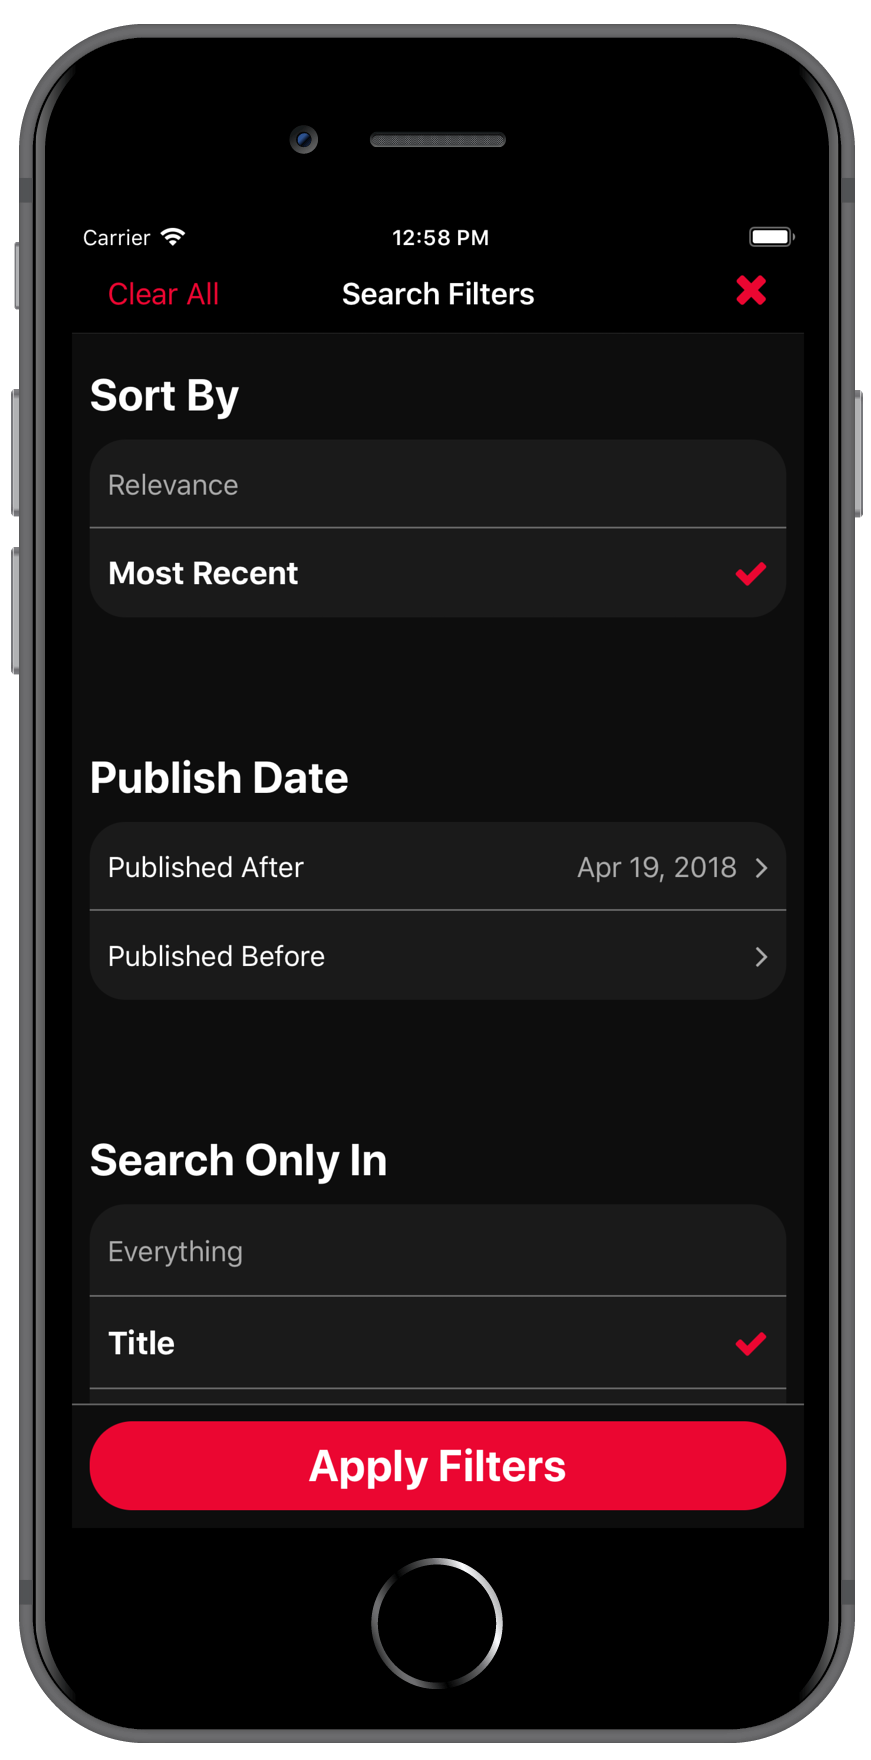 Carrier 12:58 PM
Clear All Search Filters
Sort By
Relevance
Most Recent
Publish Date
Published After Apr 19, 2018
Published Before
Search Only In
Everything
Title
Apply Filters